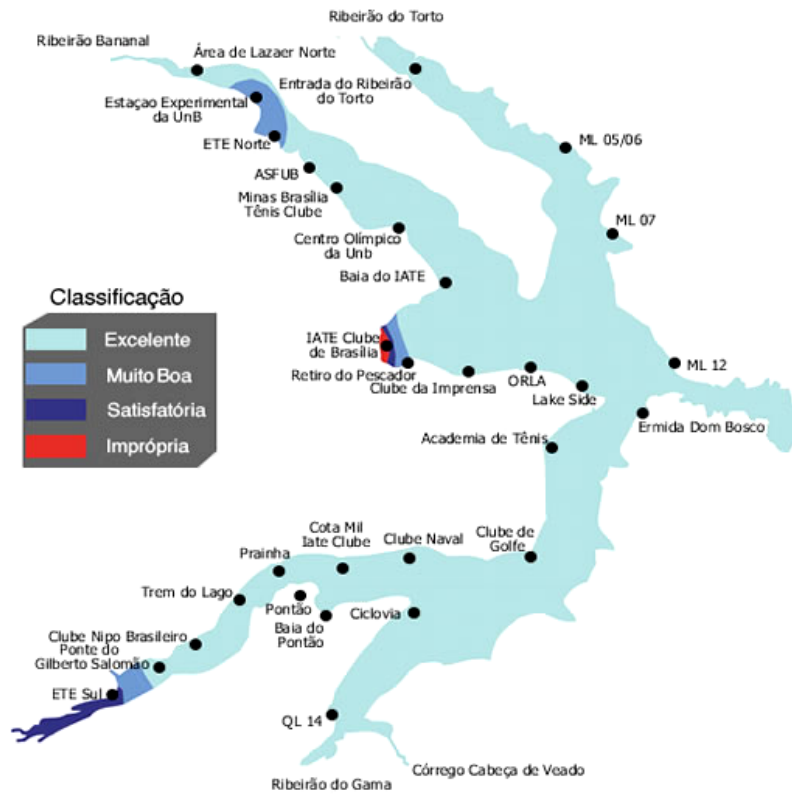 Ribeirão do Torto
Ribeirão Bananal
Área de Lazaer Norte
Entrada do Ribeirão
do Torto
Estaçao Experimental
da UnB
ETE Norte
ML 05/06
ASFUB
Minas Brasília
Tênis Clube
ML 07
Centro Olímpico
da Unb
Baia do IATE
Classificação
Excelente
Muito Boa
Satisfatória
Imprópria
IATE Clube
de Brasília
Retiro do Pescador
Clube da Imprensa
ORLA
Lake Side
ML 12
Ermida Dom Bosco
Academia de Tênis
Cota Mil
Iate Clube
Clube Naval
Clube de
Golfe
Prainha
Trem do Lago
Pontão
Baia do
Pontão
Ciclovia
Clube Nipo Brasileiro
Ponte do
Gilberto Salomão
ETE Sul
QL 14
Ribeirão do Gama
Córrego Cabeça de Veado